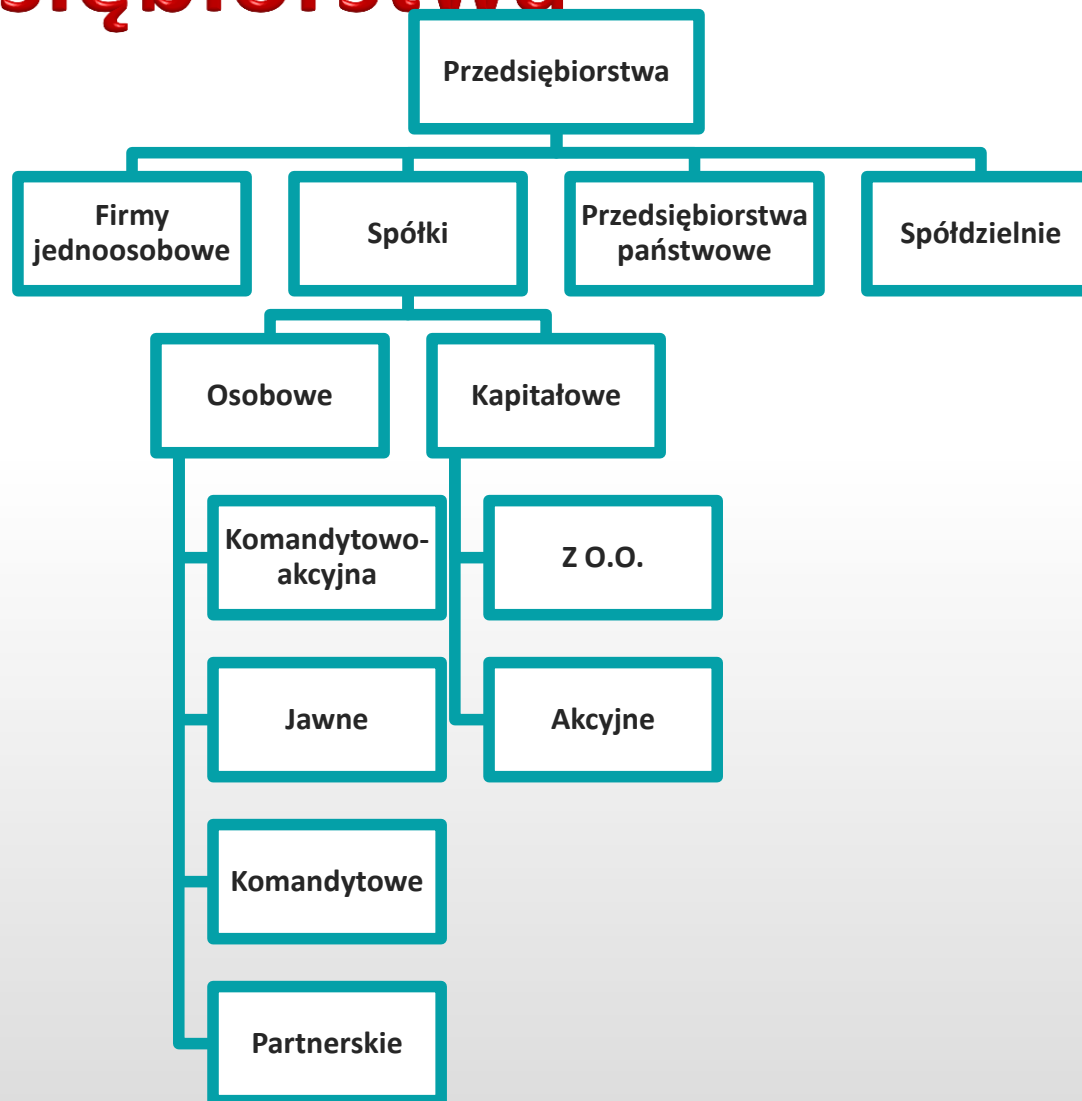 Przedsiębiorstwa
Firmy
jednoosobowe
Spółki
Przedsiębiorstwa
państwowe
Spółdzielnie
Osobowe
Kapitałowe
Komandytowo-
akcyjna
Z O.O.
Jawne
Akcyjne
Komandytowe
Partnerskie